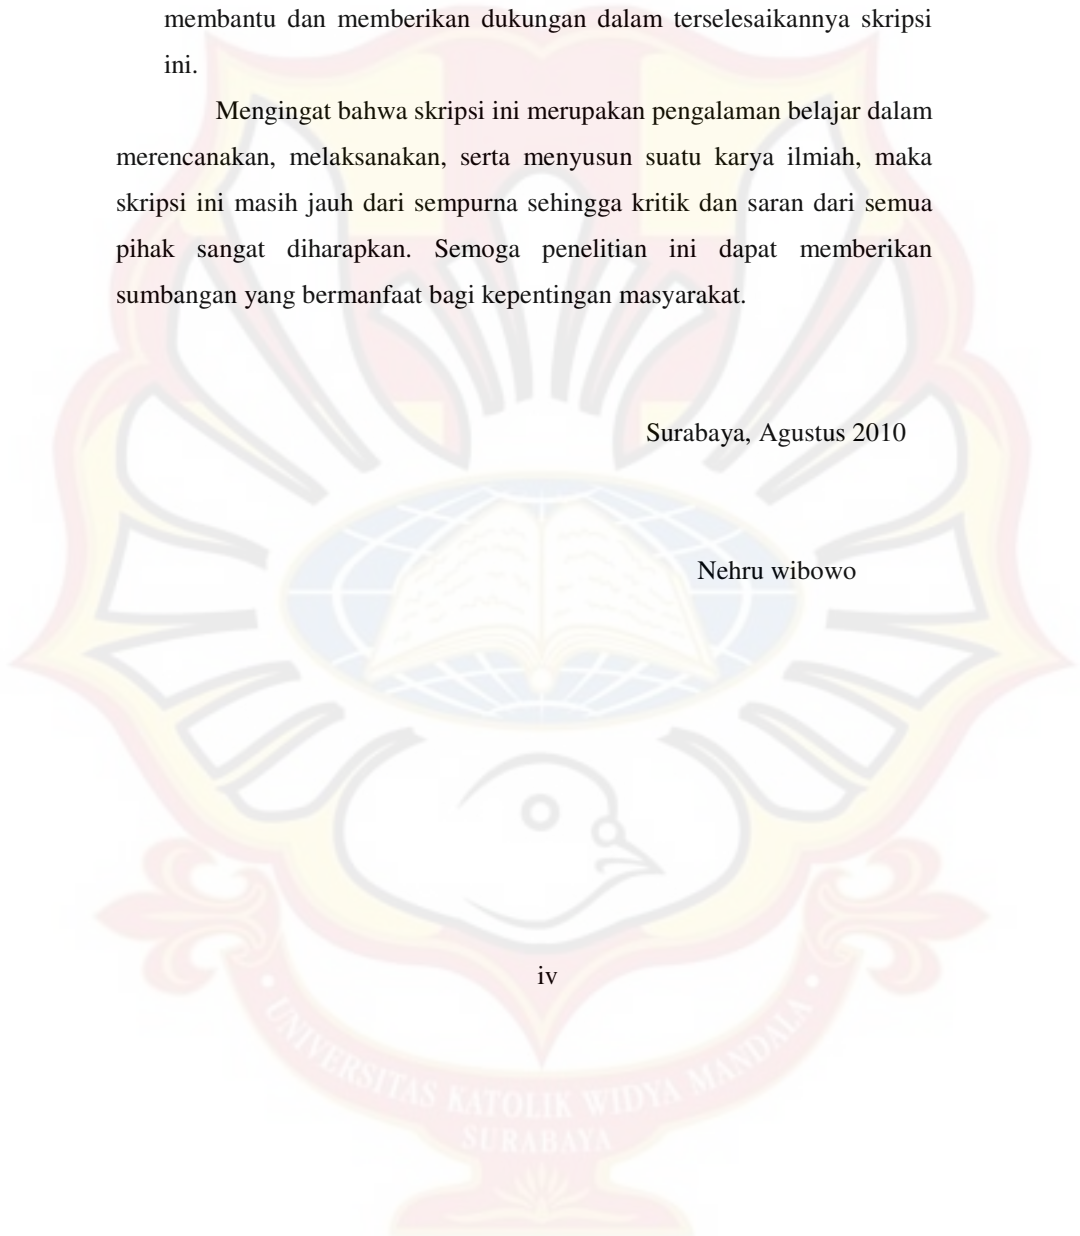 membantu dan memberikan dukungan dalam terselesaikannya skripsi
ini.
Mengingat bahwa skripsi ini merupakan pengalaman belajar dalam
merencanakan, melaksanakan, serta menyusun suatu karya ilmiah, maka
skripsi ini masih jauh dari sempurna sehingga kritik dan saran dari semua
pihak sangat diharapkan. Semoga penelitian ini dapat memberikan
sumbangan yang bermanfaat bagi kepentingan masyarakat.
Surabaya, Agustus 2010
Nehru wibowo
iv
• UNIVERSITAS KATOLIK WIDYA MANDALA •
SURABAYA